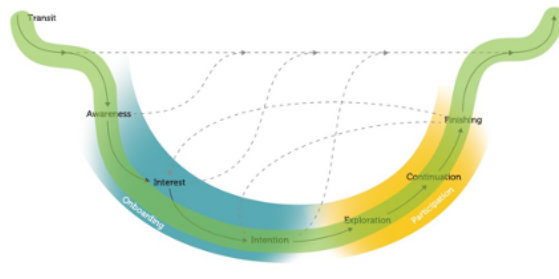 Transit
Awareness
Interest
Onboarding
Intention
Exploration
Continuation
Participation
Finishing